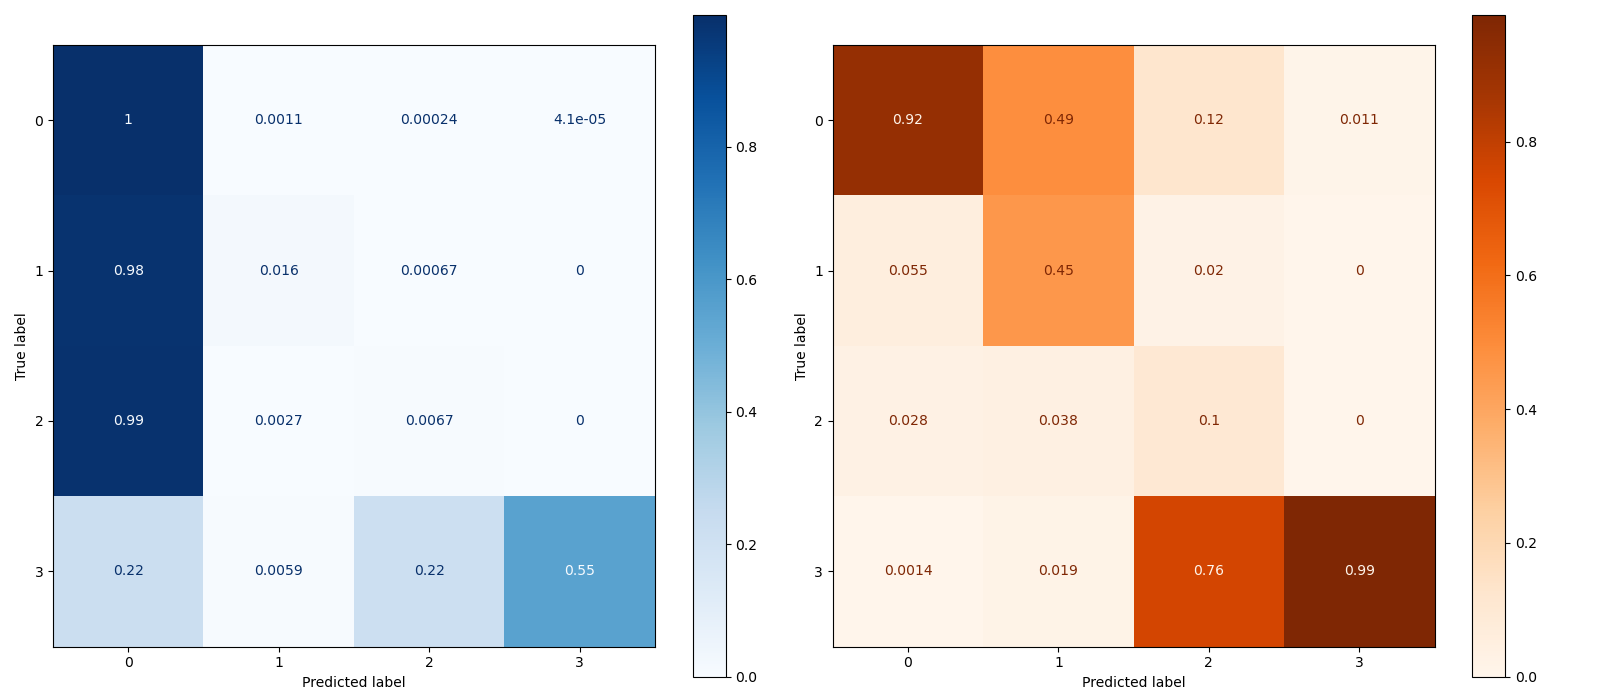 0 1 0.0011 0.00024 4.1e-05
1 0.98 0.016 0.00067 0
2 0.99 0.0027 0.0067 0
3 0.22 0.0059 0.22 0.55
0 1 2 3
Predicted label
True label
0.8
0.6
0.4
0.2
0.0
0 0.92 0.49 0.12 0.011
1 0.055 0.45 0.02 0
2 0.028 0.038 0.1 0
3 0.0014 0.019 0.76 0.99
0 1 2 3
Predicted label
True label
0.8
0.6
0.4
0.2
0.0